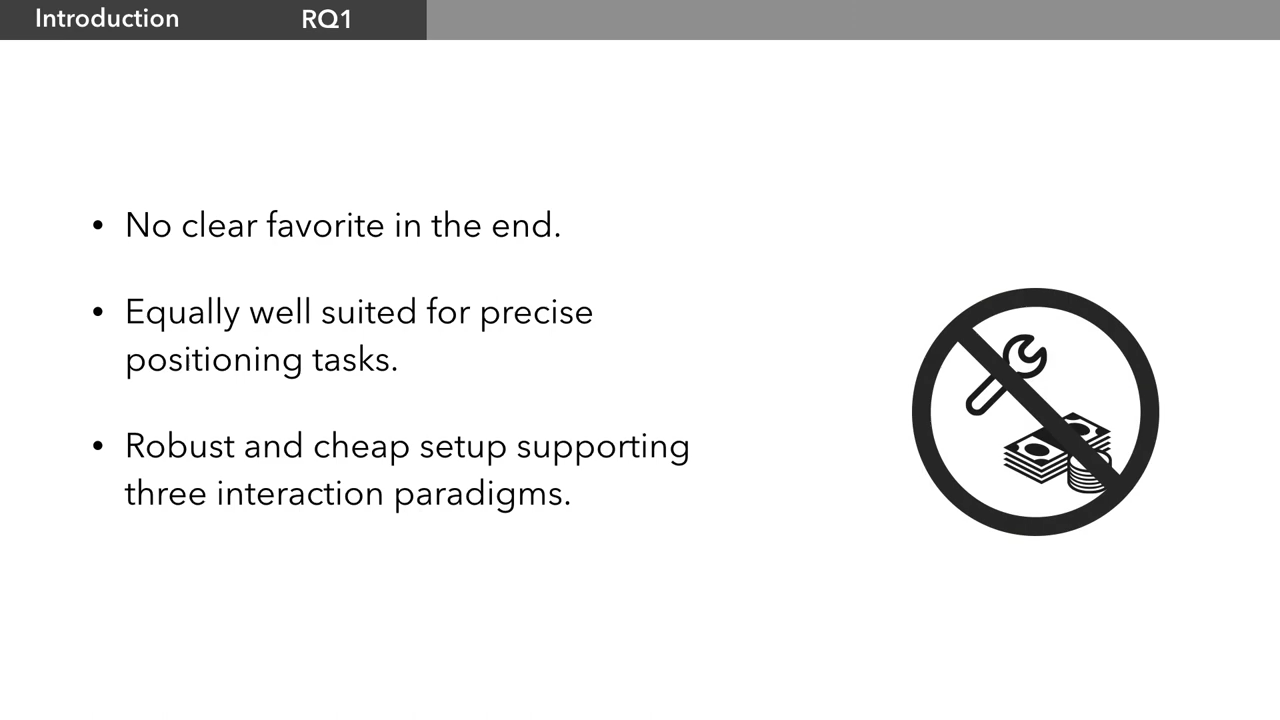 Introduction RQ1
• No clear favorite in the end.
• Equally well suited for precise
positioning tasks.
• Robust and cheap setup supporting
three interaction paradigms.